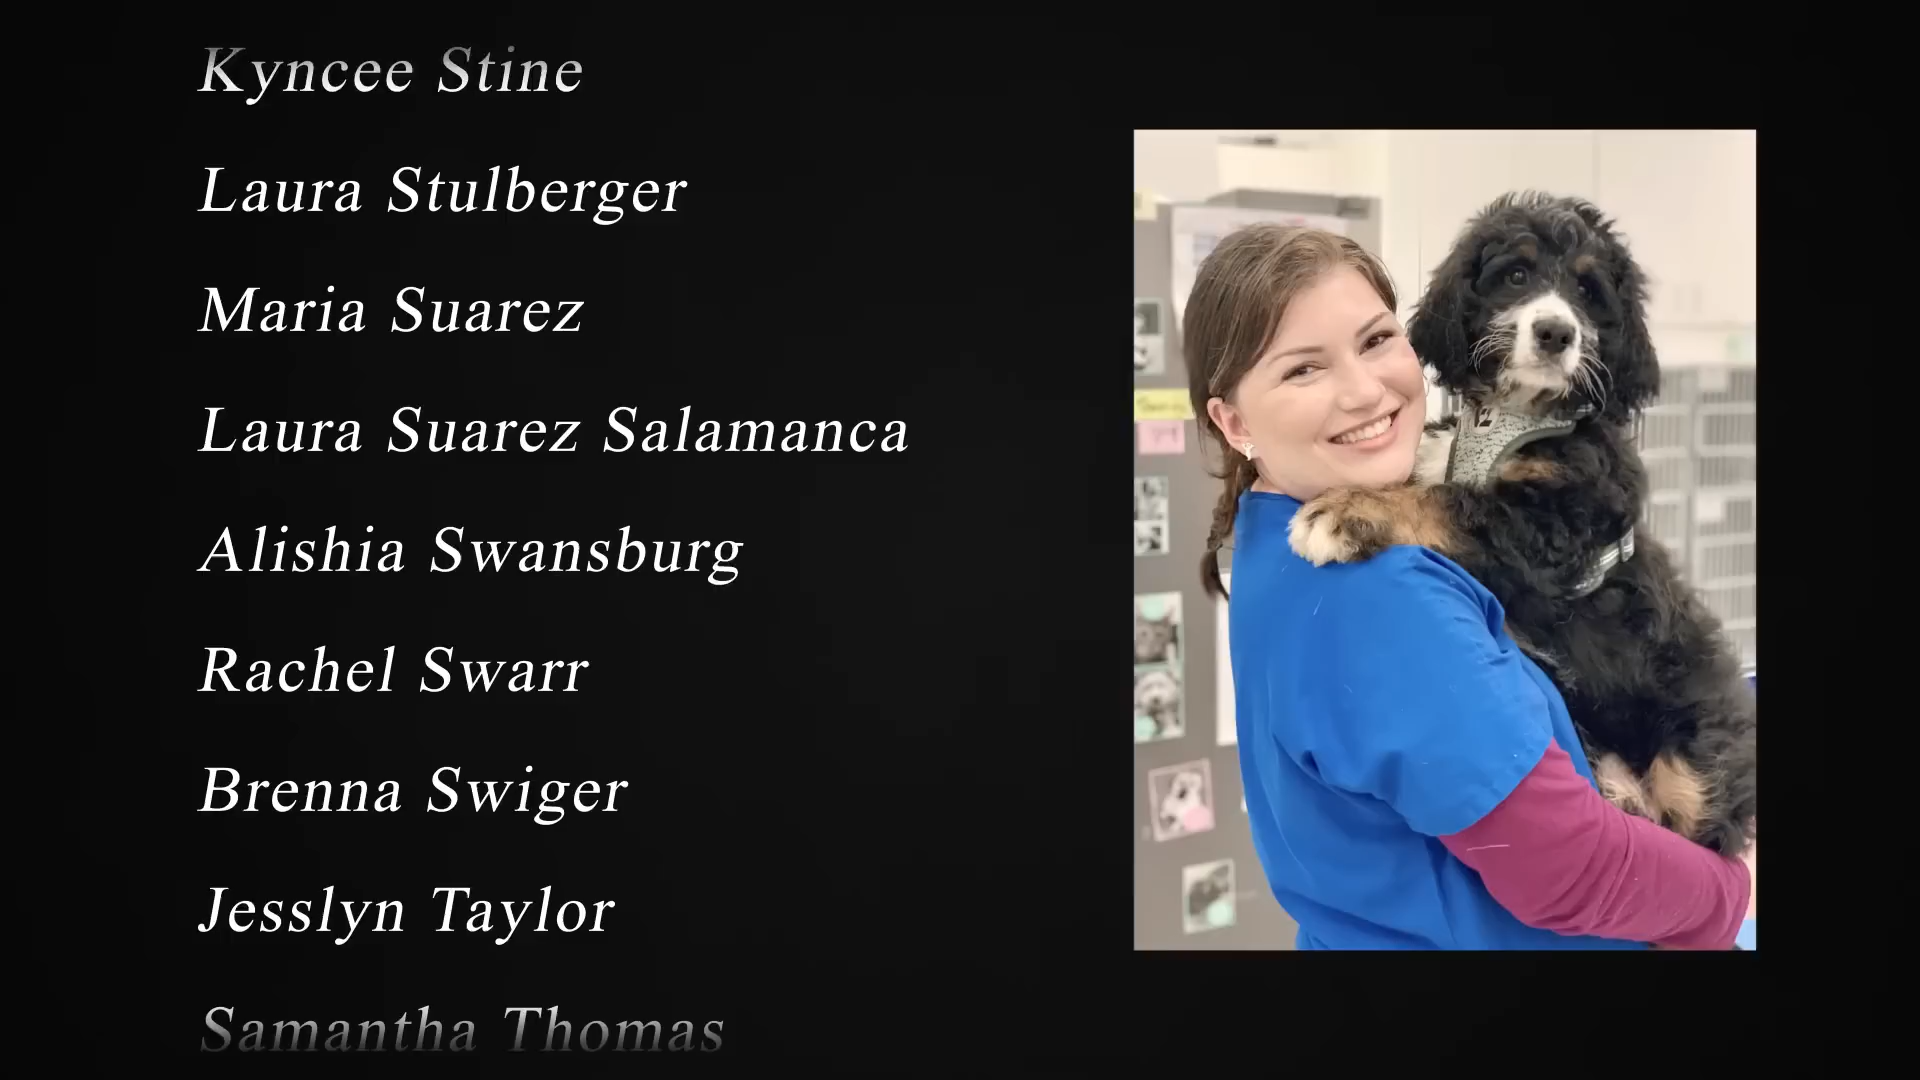 Kyncee Stine
Laura Stulberger
Maria Suarez
Laura Suarez Salamanca
Alishia Swansburg
Rachel Swarr
Brenna Swiger
Jesslyn Taylor
Samantha Thomas